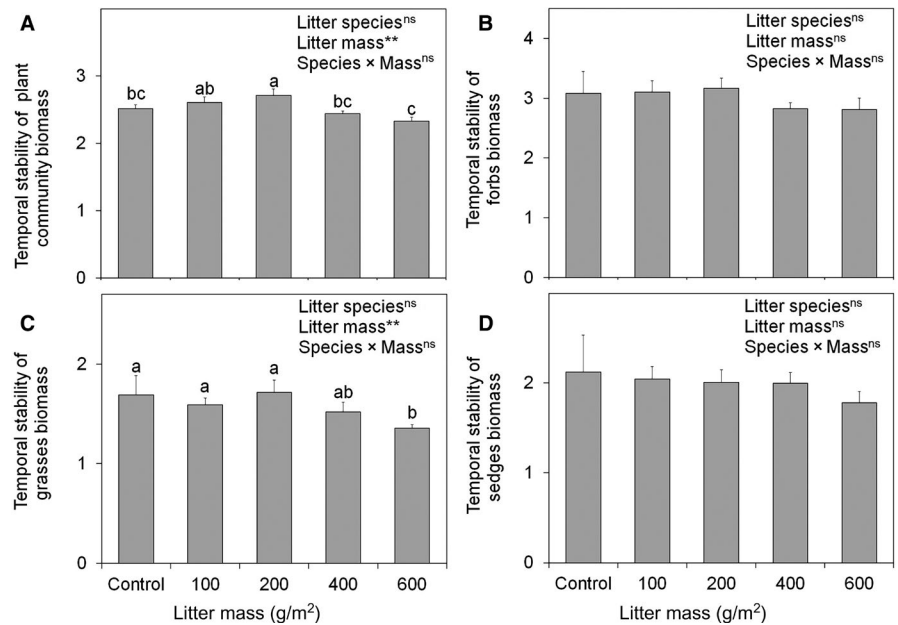 A
Litter species^ns
Litter mass**
Species × Mass^ns
Temporal stability of plant
community biomass
3
2
1
0
bc
ab
a
bc
c
B
Litter species^ns
Litter mass^ns
Species × Mass^ns
Temporal stability of
forbs biomass
4
3
2
1
0
C
Litter species^ns
Litter mass**
Species × Mass^ns
Temporal stability of
grasses biomass
2
1
0
a
a
a
ab
b
Control 100 200 400 600
Litter mass (g/m²)
D
Litter species^ns
Litter mass^ns
Species × Mass^ns
Temporal stability of
sedges biomass
2
1
0
Control 100 200 400 600
Litter mass (g/m²)